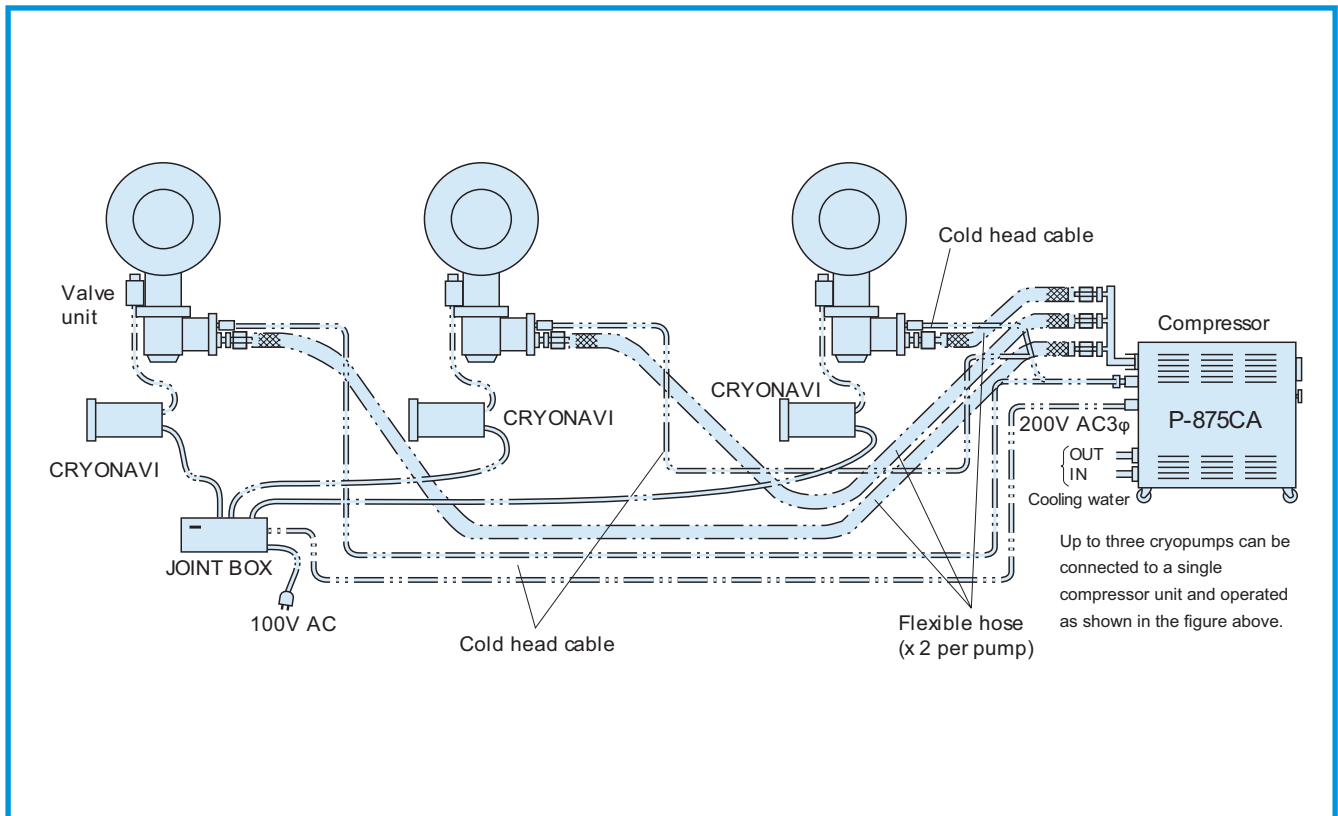 Cold head cable
Valve
unit
Compressor
CRYONAVI
CRYONAVI
CRYONAVI
200V AC3φ
P-875CA
OUT
IN
Cooling water
JOINT BOX
100V AC
Cold head cable
Flexible hose
(x 2 per pump)
Up to three cryopumps can be
connected to a single
compressor unit and operated
as shown in the figure above.